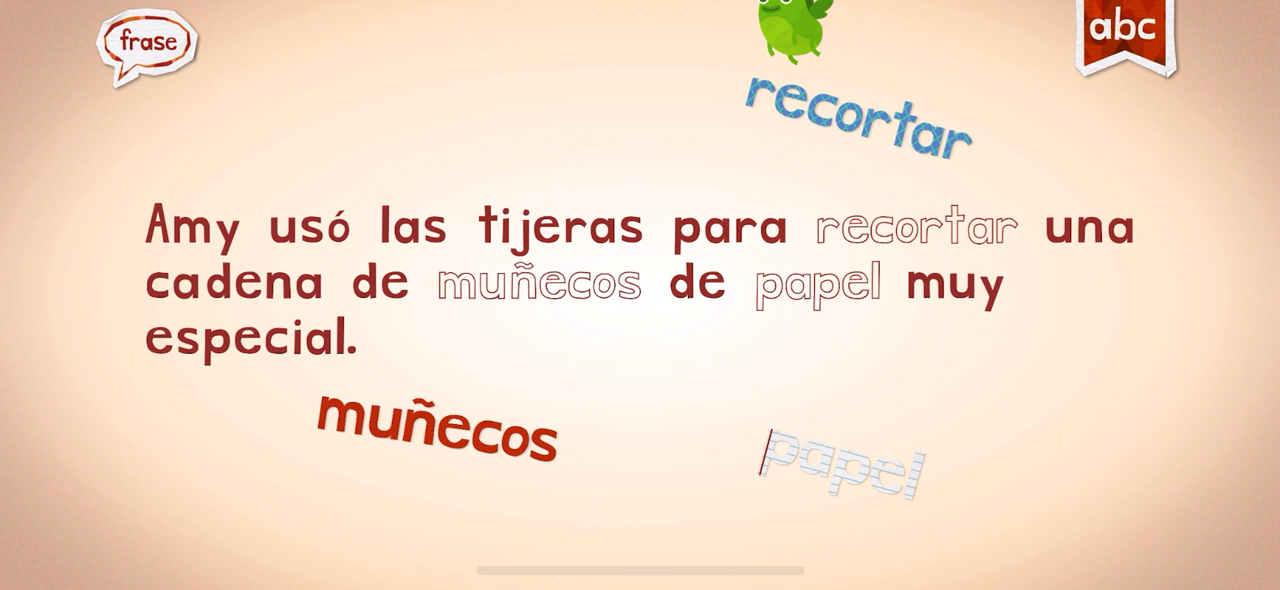 frase
abc
recortar
Amy usó las tijeras para recortar una
cadena de muñecos de papel muy
especial.
muñecos
papel